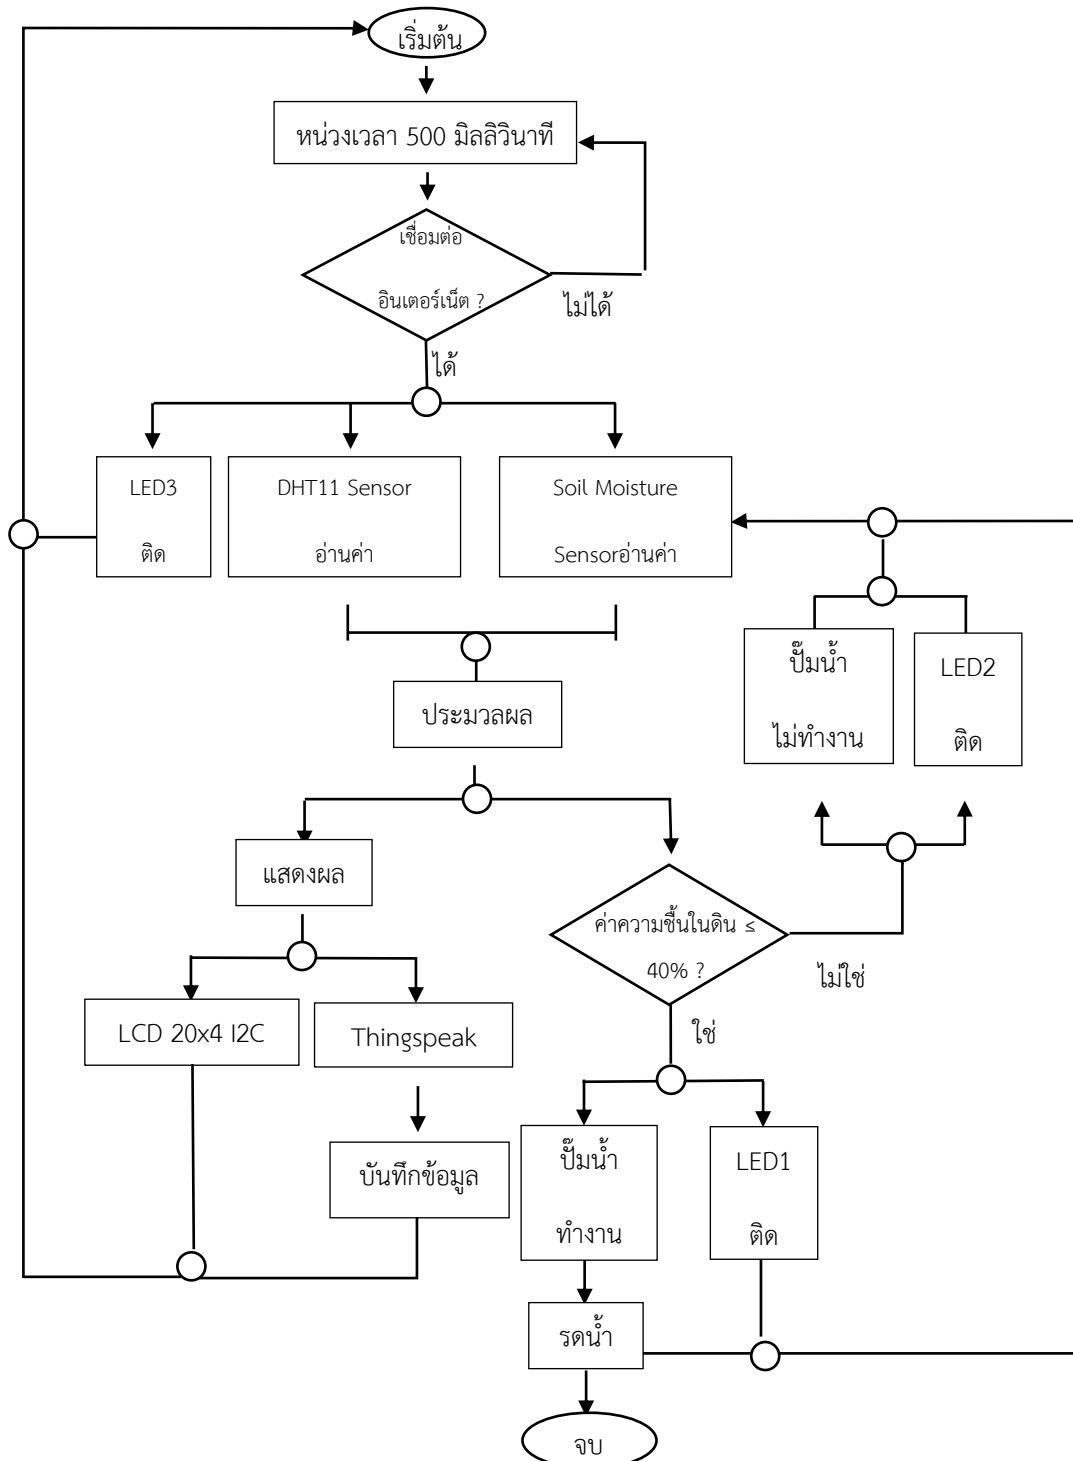 เริ่มต้น
หน่วงเวลา 500 มิลลิวินาที
เชื่อมต่อ
อินเตอร์เน็ต ?
ไม่ได้
ได้
LED3
ติด
DHT11 Sensor
อ่านค่า
Soil Moisture
Sensorอ่านค่า
ปั๊มน้ำ
ไม่ทำงาน
LED2
ติด
ประมวลผล
แสดงผล
ค่าความชื้นในดิน ≤
40% ?
ไม่ใช่
ใช่
LCD 20x4 I2C
Thingspeak
บันทึกข้อมูล
ปั๊มน้ำ
ทำงาน
LED1
ติด
รดน้ำ
จบ